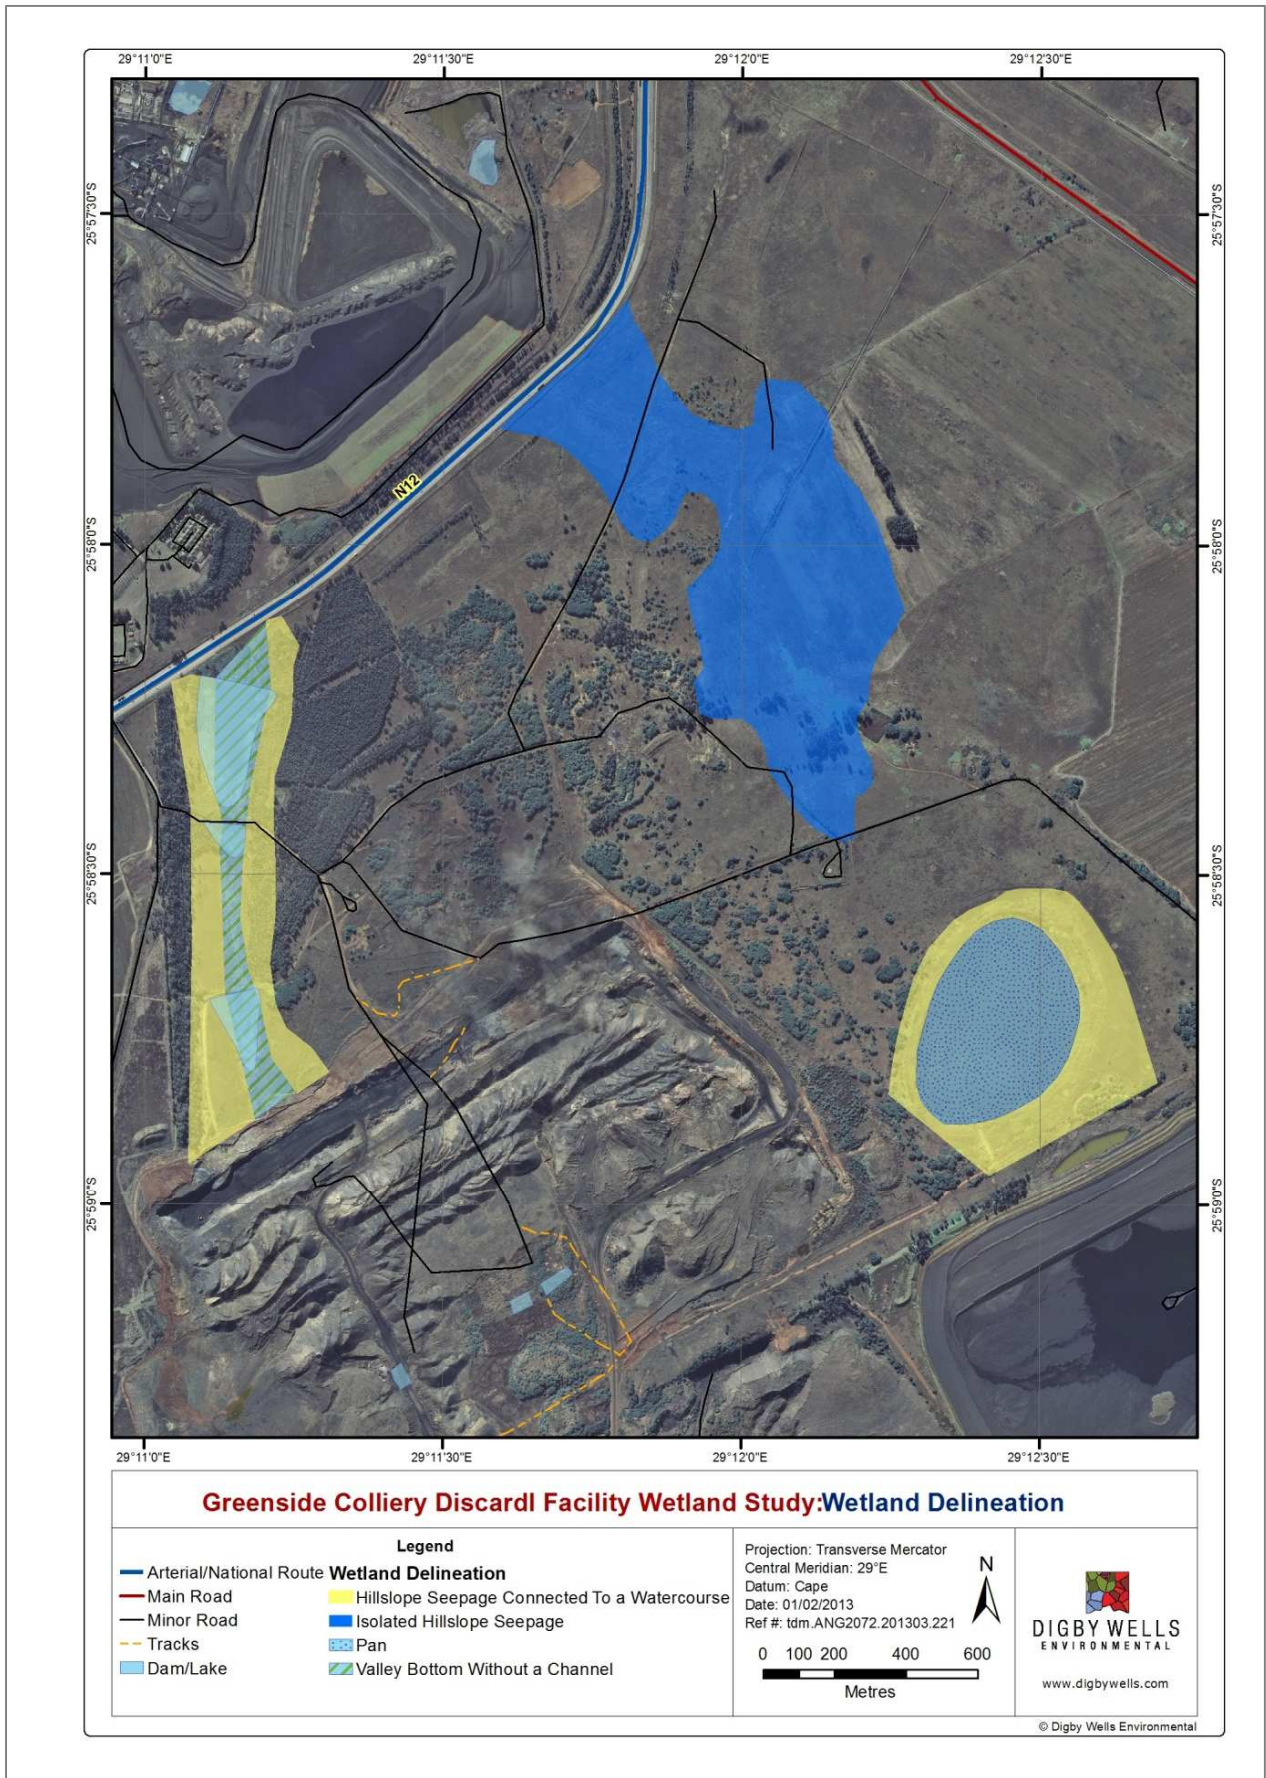 29°11'0"E 29°11'30"E 29°12'0"E 29°12'30"E
25°57'30"S 25°57'30"S
N12
25°58'0"S 25°58'0"S
25°58'30"S 25°58'30"S
25°59'0"S 25°59'0"S
29°11'0"E 29°11'30"E 29°12'0"E 29°12'30"E
Greenside Colliery Discardl Facility Wetland Study:Wetland Delineation
Legend
Arterial/National Route
Main Road
Minor Road
Tracks
Dam/Lake
Wetland Delineation
Hillslope Seepage Connected To a Watercourse
Isolated Hillslope Seepage
Pan
Valley Bottom Without a Channel
Projection: Transverse Mercator
Central Meridian: 29°E
Datum: Cape
Date: 01/02/2013
Ref #: tdm.ANG2072.201303.221
N
0 100 200 400 600
Metres
DIGBY WELLS
ENVIRONMENTAL
www.digbywells.com
© Digby Wells Environmental